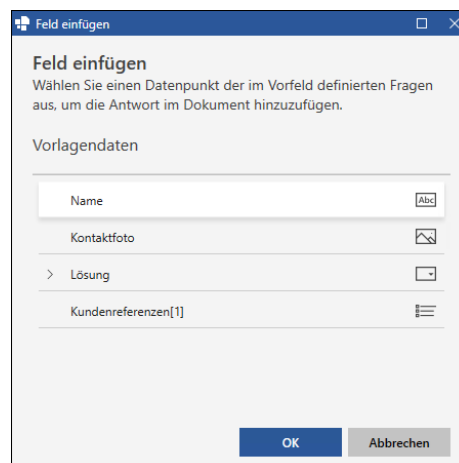 Feld einfügen
Feld einfügen
Wählen Sie einen Datenpunkt der im Vorfeld definierten Fragen
aus, um die Antwort im Dokument hinzuzufügen.
Vorlagendaten
Name Abc
Kontaktfoto
Lösung
Kundenreferenzen[1]
OK Abbrechen